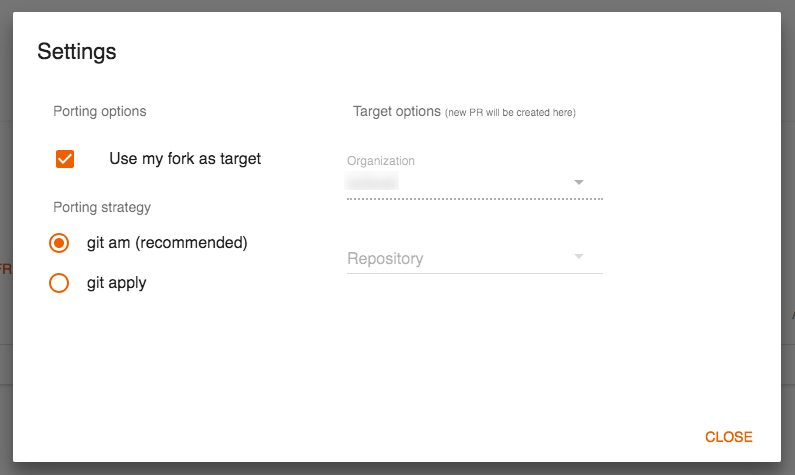 Settings
Porting options
Use my fork as target
Porting strategy
git am (recommended)
git apply
Target options (new PR will be created here)
Organization
Repository
CLOSE